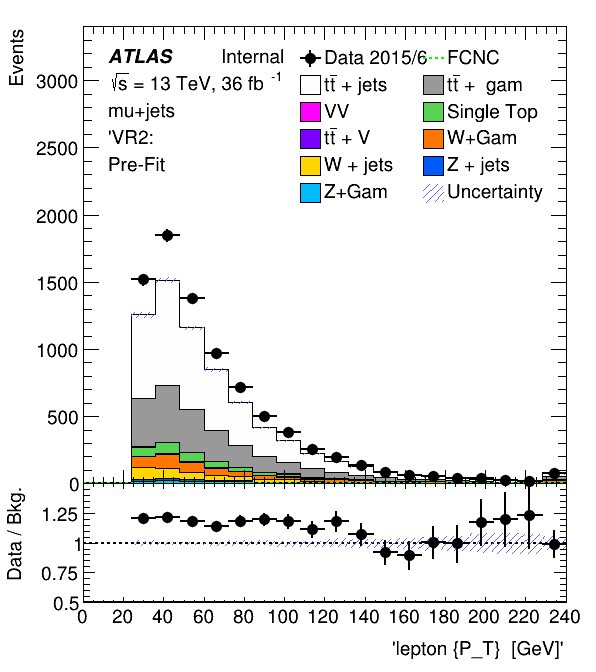 Events
ATLAS Internal
√s = 13 TeV, 36 fb -1
mu+jets
'VR2:
Pre-Fit
Data 2015/6 FCNC
tt̄ + jets tt̄ + gam
VV Single Top
tt̄ + V W+Gam
W + jets Z + jets
Z+Gam Uncertainty
3000
2500
2000
1500
1000
500
0
Data / Bkg.
1.25
1
0.75
0.5
0 20 40 60 80 100 120 140 160 180 200 220 240
'lepton {P_T} [GeV]'